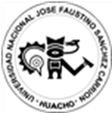 UNIVERSIDAD NACIONAL JOSE FAUSTINO SANCHEZ CARRION
· HUACHO ·